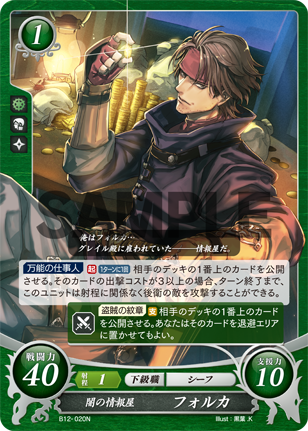 1
SAMPLE
俺はフォルカ…
グレイル殿に雇われていた――情報屋だ。
万能の仕事人 起 1ターンに1回 相手のデッキの1番上のカードを公開
させる。そのカードの出撃コストが3以上の場合、ターン終了まで、
このユニットは射程に関係なく後衛の敵を攻撃することができる。
盗賊の紋章 支 相手のデッキの1番上のカード
を公開させる。あなたはそのカードを退避エリア
に置かせてもよい。
戦闘力
40
射程 1 下級職 シーフ
支援力
10
闇の情報屋 フォルカ
B12-020N
Illust：黒葉.K